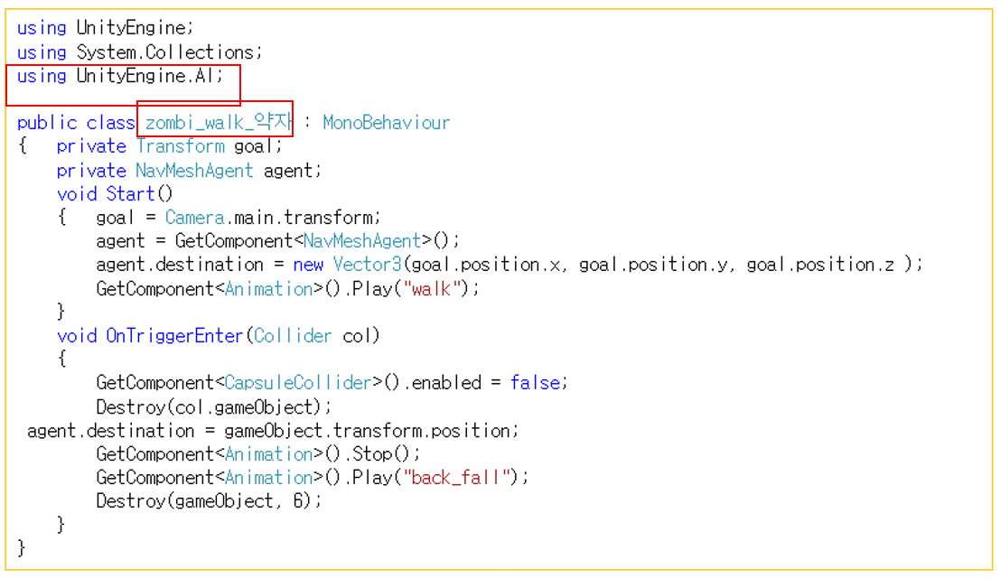 using UnityEngine;
using System.Collections;
using UnityEngine.AI;
public class zombi_walk_약자 : MonoBehaviour
{ private Transform goal;
private NavMeshAgent agent;
void Start()
{ goal = Camera.main.transform;
agent = GetComponent<NavMeshAgent>();
agent.destination = new Vector3(goal.position.x, goal.position.y, goal.position.z );
GetComponent<Animation>().Play("walk");
}
void OnTriggerEnter(Collider col)
{
GetComponent<CapsuleCollider>().enabled = false;
Destroy(col.gameObject);
agent.destination = gameObject.transform.position;
GetComponent<Animation>().Stop();
GetComponent<Animation>().Play("back_fall");
Destroy(gameObject, 6);
}
}